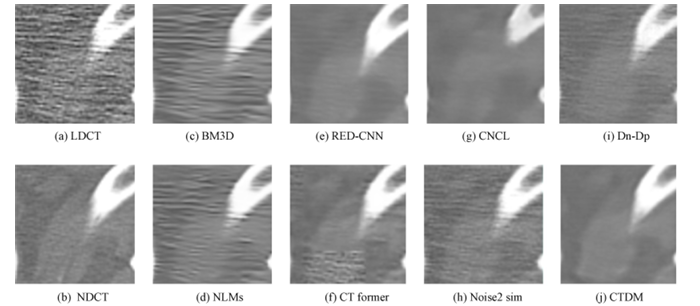 (a) LDCT
(c) BM3D
(e) RED-CNN
(g) CNCL
(i) Dn-Dp
(b) NDCT
(d) NLMs
(f) CT former
(h) Noise2 sim
(j) CTDM